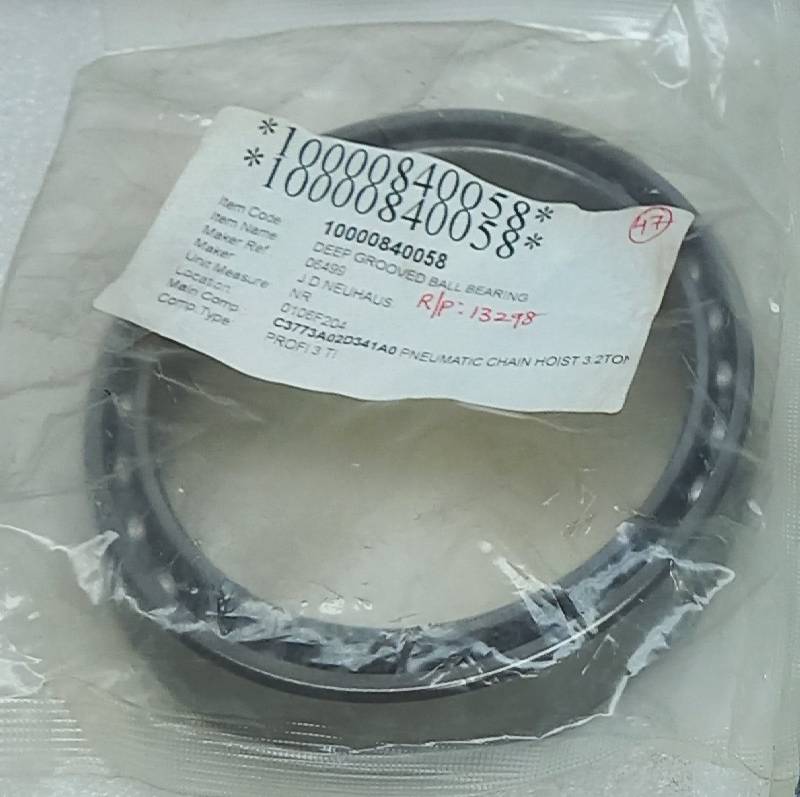 *10000840058*
*10000840058*
47
Item Code 10000840058
Item Name DEEP GROOVED BALL BEARING
Maker Ref. 06499
Maker J D NEUHAUS
R/P:- 13298
Unit Measure NR
Location: 0106F204
Main Comp. C3773A02D341A0 PNEUMATIC CHAIN HOIST 3.2TON
Comp.Type PROFI 3 TI